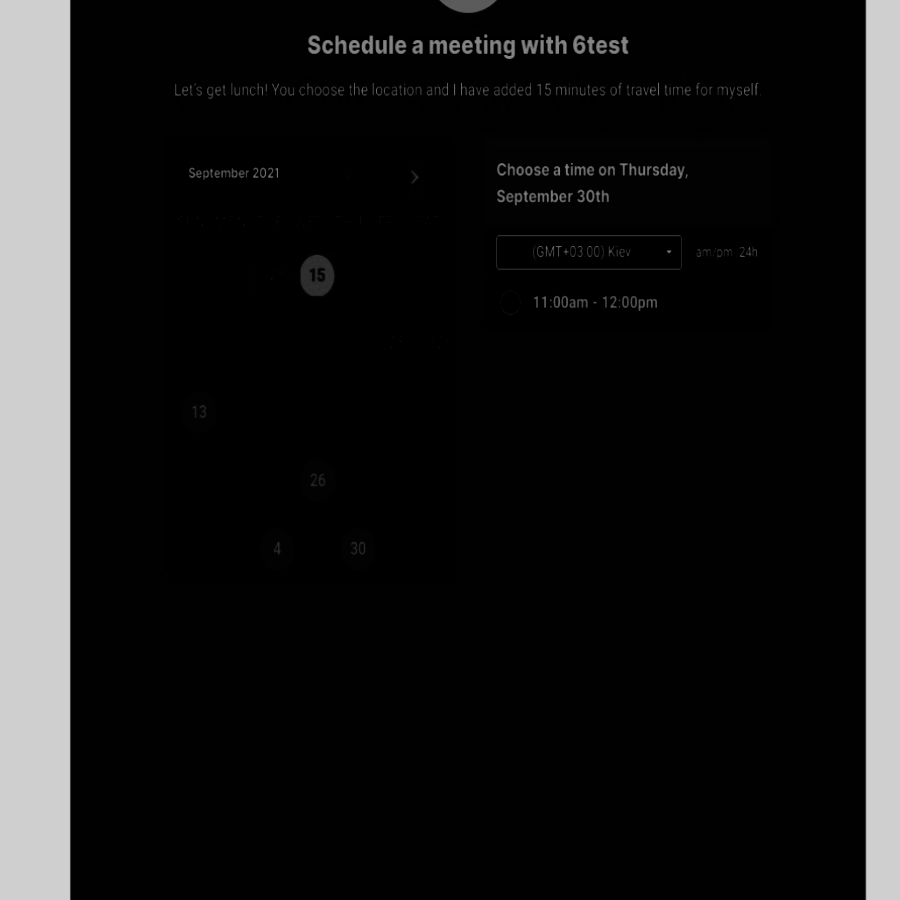 Schedule a meeting with 6test
Let's get lunch! You choose the location and I have added 15 minutes of travel time for myself.
September 2021
15
13
26
4
30
Choose a time on Thursday,
September 30th
(GMT+03:00) Kiev
am/pm 24h
11:00am - 12:00pm